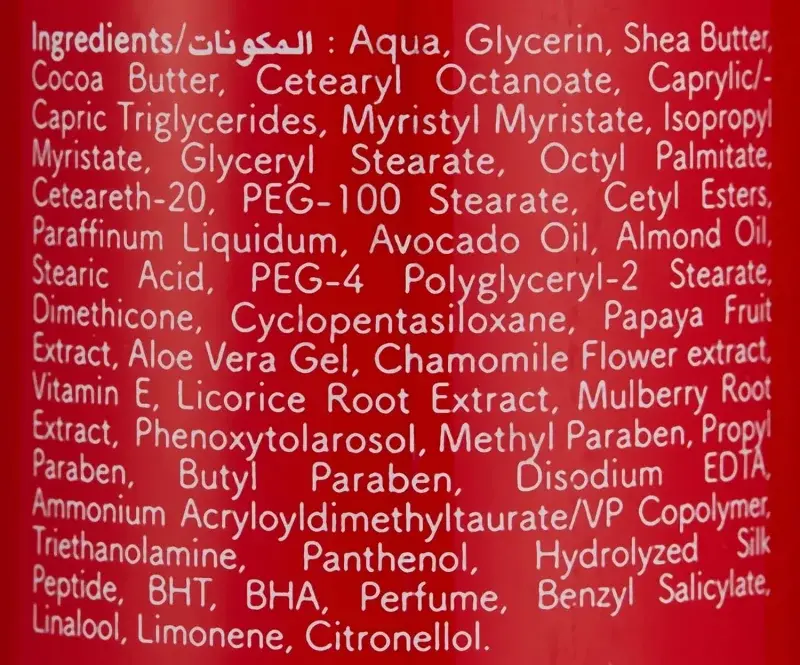 Ingredients/المكونات : Aqua, Glycerin, Shea Butter,
Cocoa Butter, Cetearyl Octanoate, Caprylic/-
Capric Triglycerides, Myristyl Myristate, Isopropyl
Myristate, Glyceryl Stearate, Octyl Palmitate,
Ceteareth-20, PEG-100 Stearate, Cetyl Esters,
Paraffinum Liquidum, Avocado Oil, Almond Oil,
Stearic Acid, PEG-4 Polyglyceryl-2 Stearate,
Dimethicone, Cyclopentasiloxane, Papaya Fruit
Extract, Aloe Vera Gel, Chamomile Flower extract,
Vitamin E, Licorice Root Extract, Mulberry Root
Extract, Phenoxytolarosol, Methyl Paraben, Propyl
Paraben, Butyl Paraben, Disodium EDTA,
Ammonium Acryloyldimethyltaurate/VP Copolymer,
Triethanolamine, Panthenol, Hydrolyzed Silk
Peptide, BHT, BHA, Perfume, Benzyl Salicylate,
Linalool, Limonene, Citronellol.